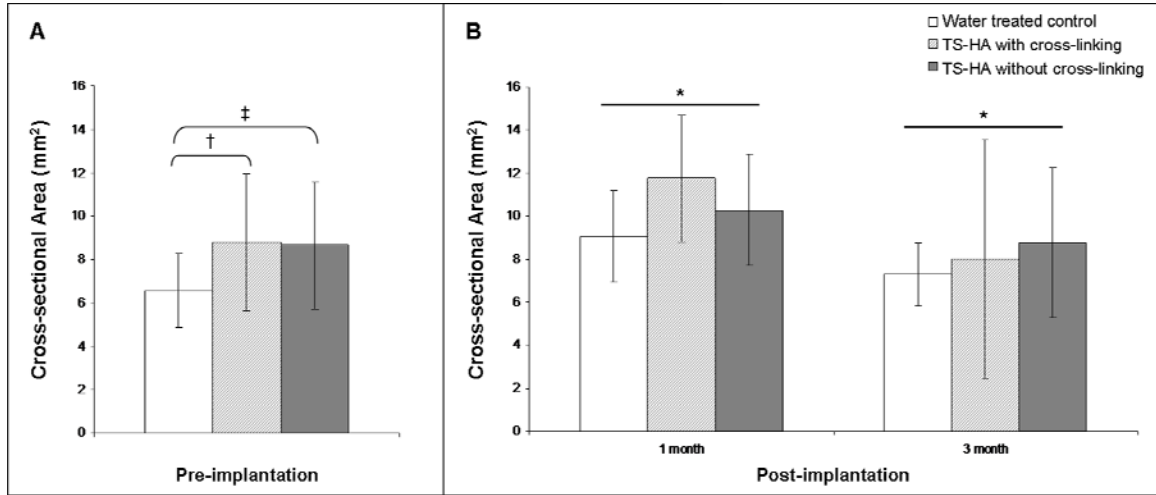 A
Cross-sectional Area (mm²)
16
14
12
10
8
6
4
2
0
‡
†
Pre-implantation
B
Water treated control
TS-HA with cross-linking
TS-HA without cross-linking
Cross-sectional Area (mm²)
16
14
12
10
8
6
4
2
0
*
*
1 month
3 month
Post-implantation